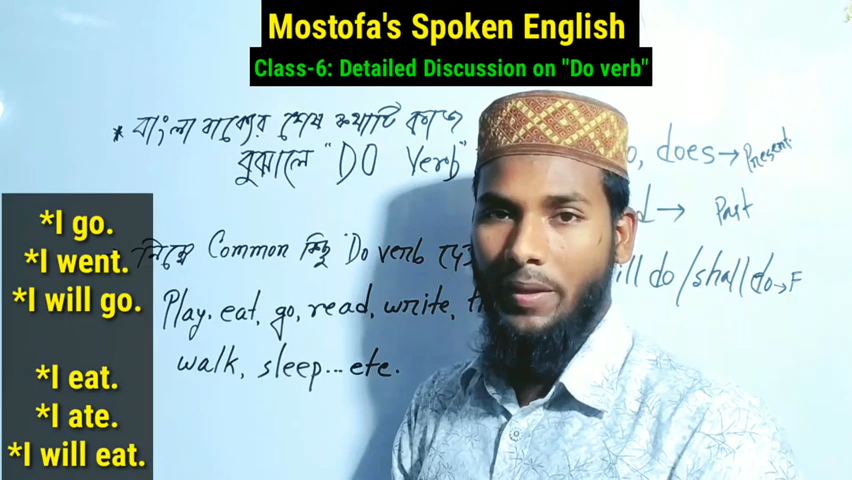 Mostofa's Spoken English
Class-6: Detailed Discussion on "Do verb"
* বাংলা বাক্যের শেষ কথাটি কাজ
বুঝালে "DO Verb"
নিম্নে Common কিছু Do verb
Play. eat, go, read, write,
walk, sleep... etc.
does → Present
→ Past
do / shall do → F
*I go.
*I went.
*I will go.
*I eat.
*I ate.
*I will eat.